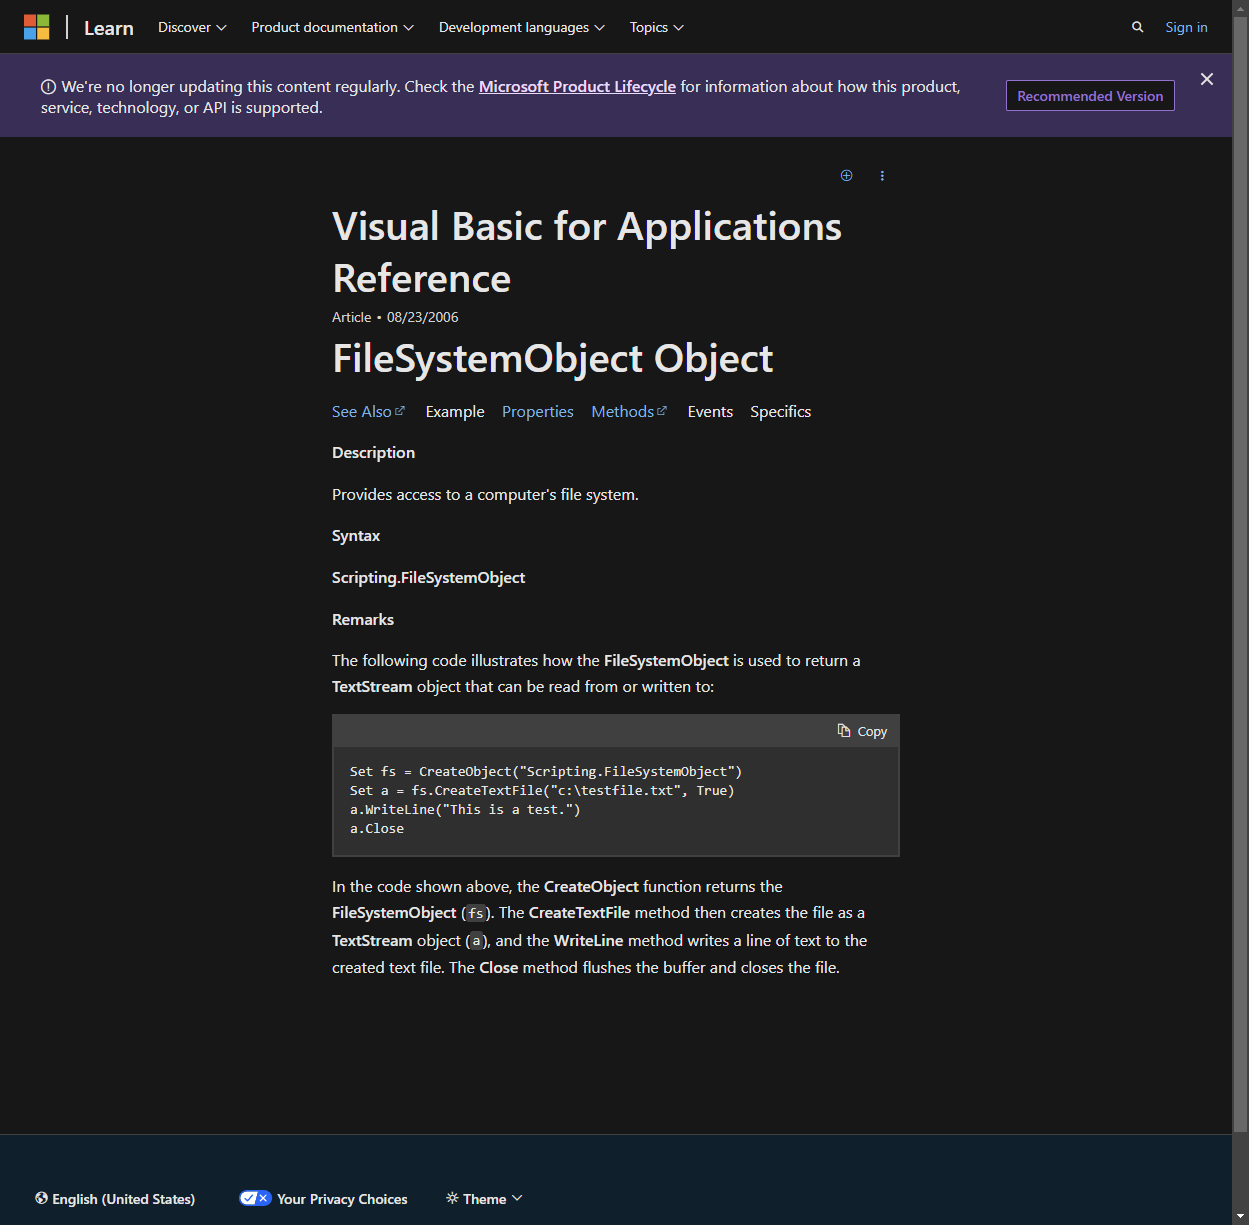 Learn Discover Product documentation Development languages Topics Sign in
We're no longer updating this content regularly. Check the Microsoft Product Lifecycle for information about how this product,
service, technology, or API is supported.
Recommended Version
Visual Basic for Applications
Reference
Article • 08/23/2006
FileSystemObject Object
See Also Example Properties Methods Events Specifics
Description
Provides access to a computer's file system.
Syntax
Scripting.FileSystemObject
Remarks
The following code illustrates how the FileSystemObject is used to return a
TextStream object that can be read from or written to:
Copy
Set fs = CreateObject("Scripting.FileSystemObject")
Set a = fs.CreateTextFile("c:\testfile.txt", True)
a.WriteLine("This is a test.")
a.Close
In the code shown above, the CreateObject function returns the
FileSystemObject (fs). The CreateTextFile method then creates the file as a
TextStream object (a), and the WriteLine method writes a line of text to the
created text file. The Close method flushes the buffer and closes the file.
English (United States) Your Privacy Choices Theme